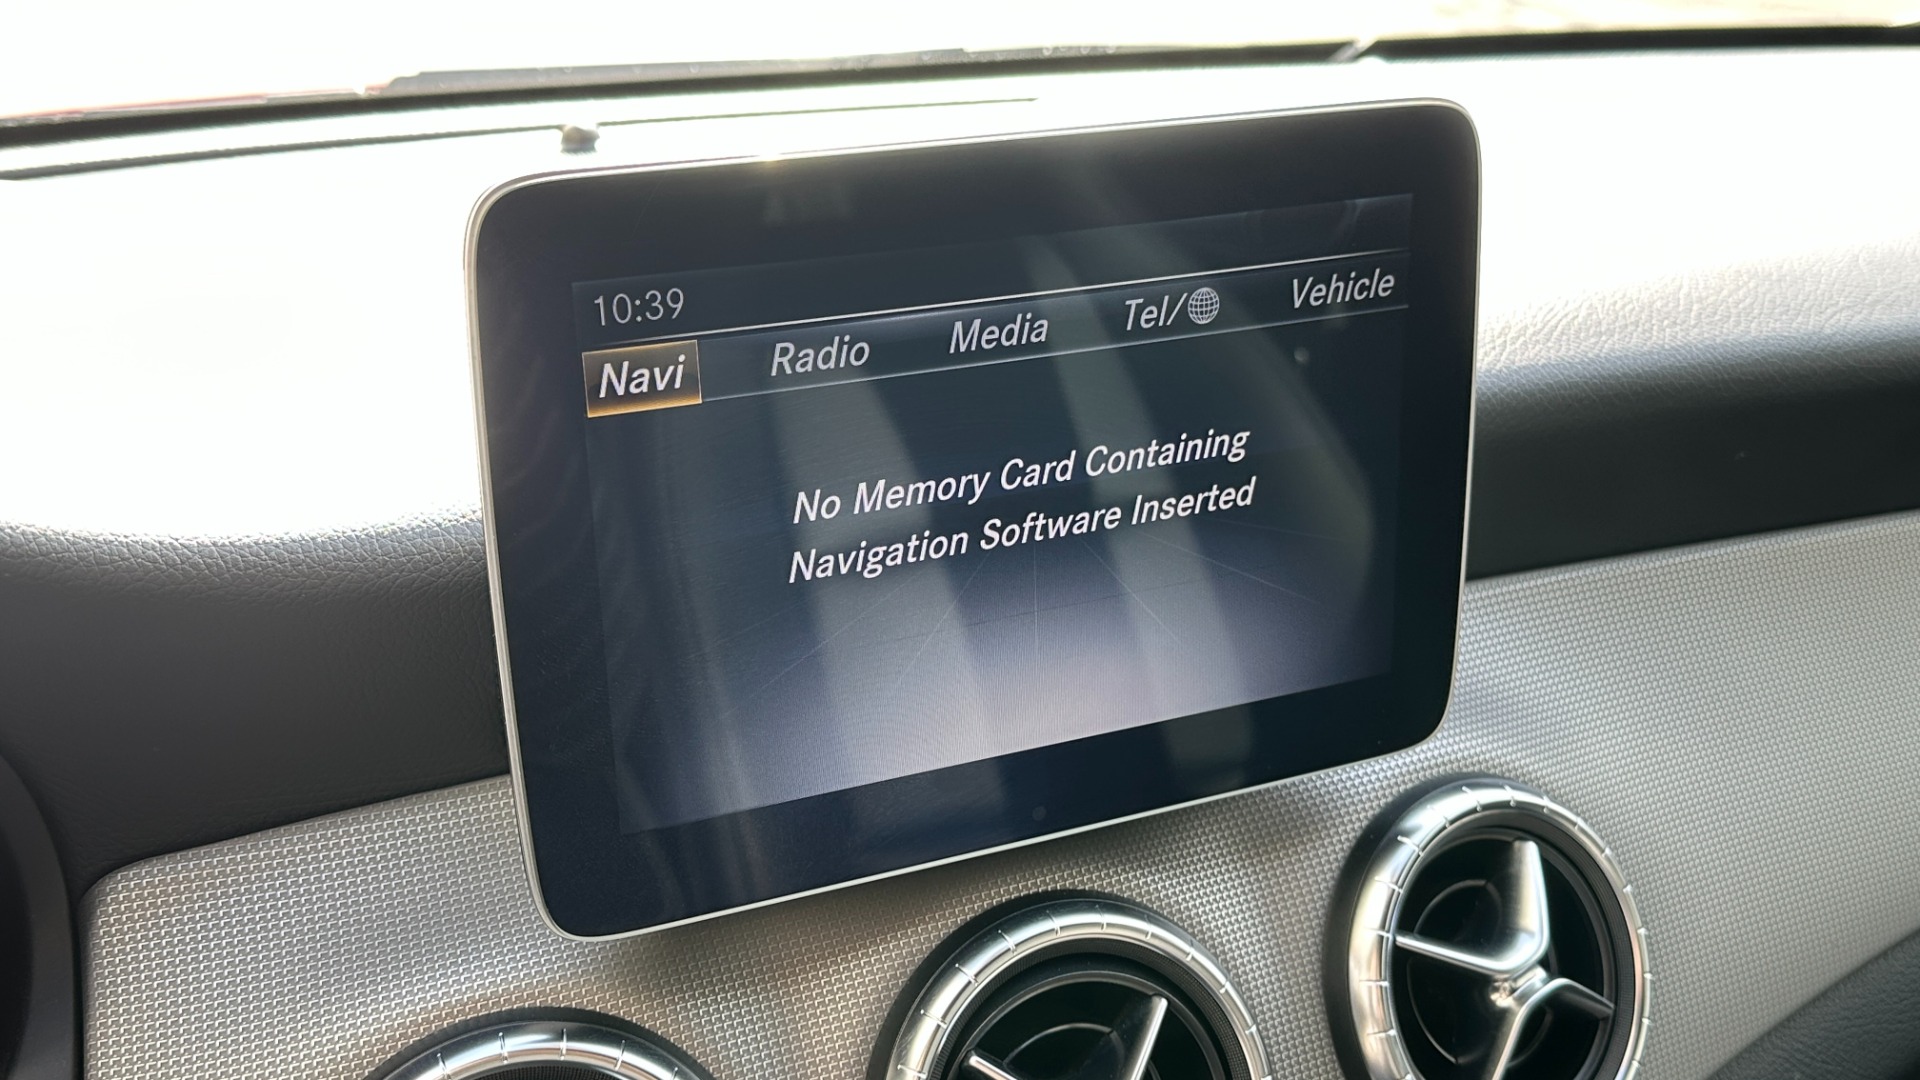 10:39
Navi Radio Media Tel/ Vehicle
No Memory Card Containing
Navigation Software Inserted